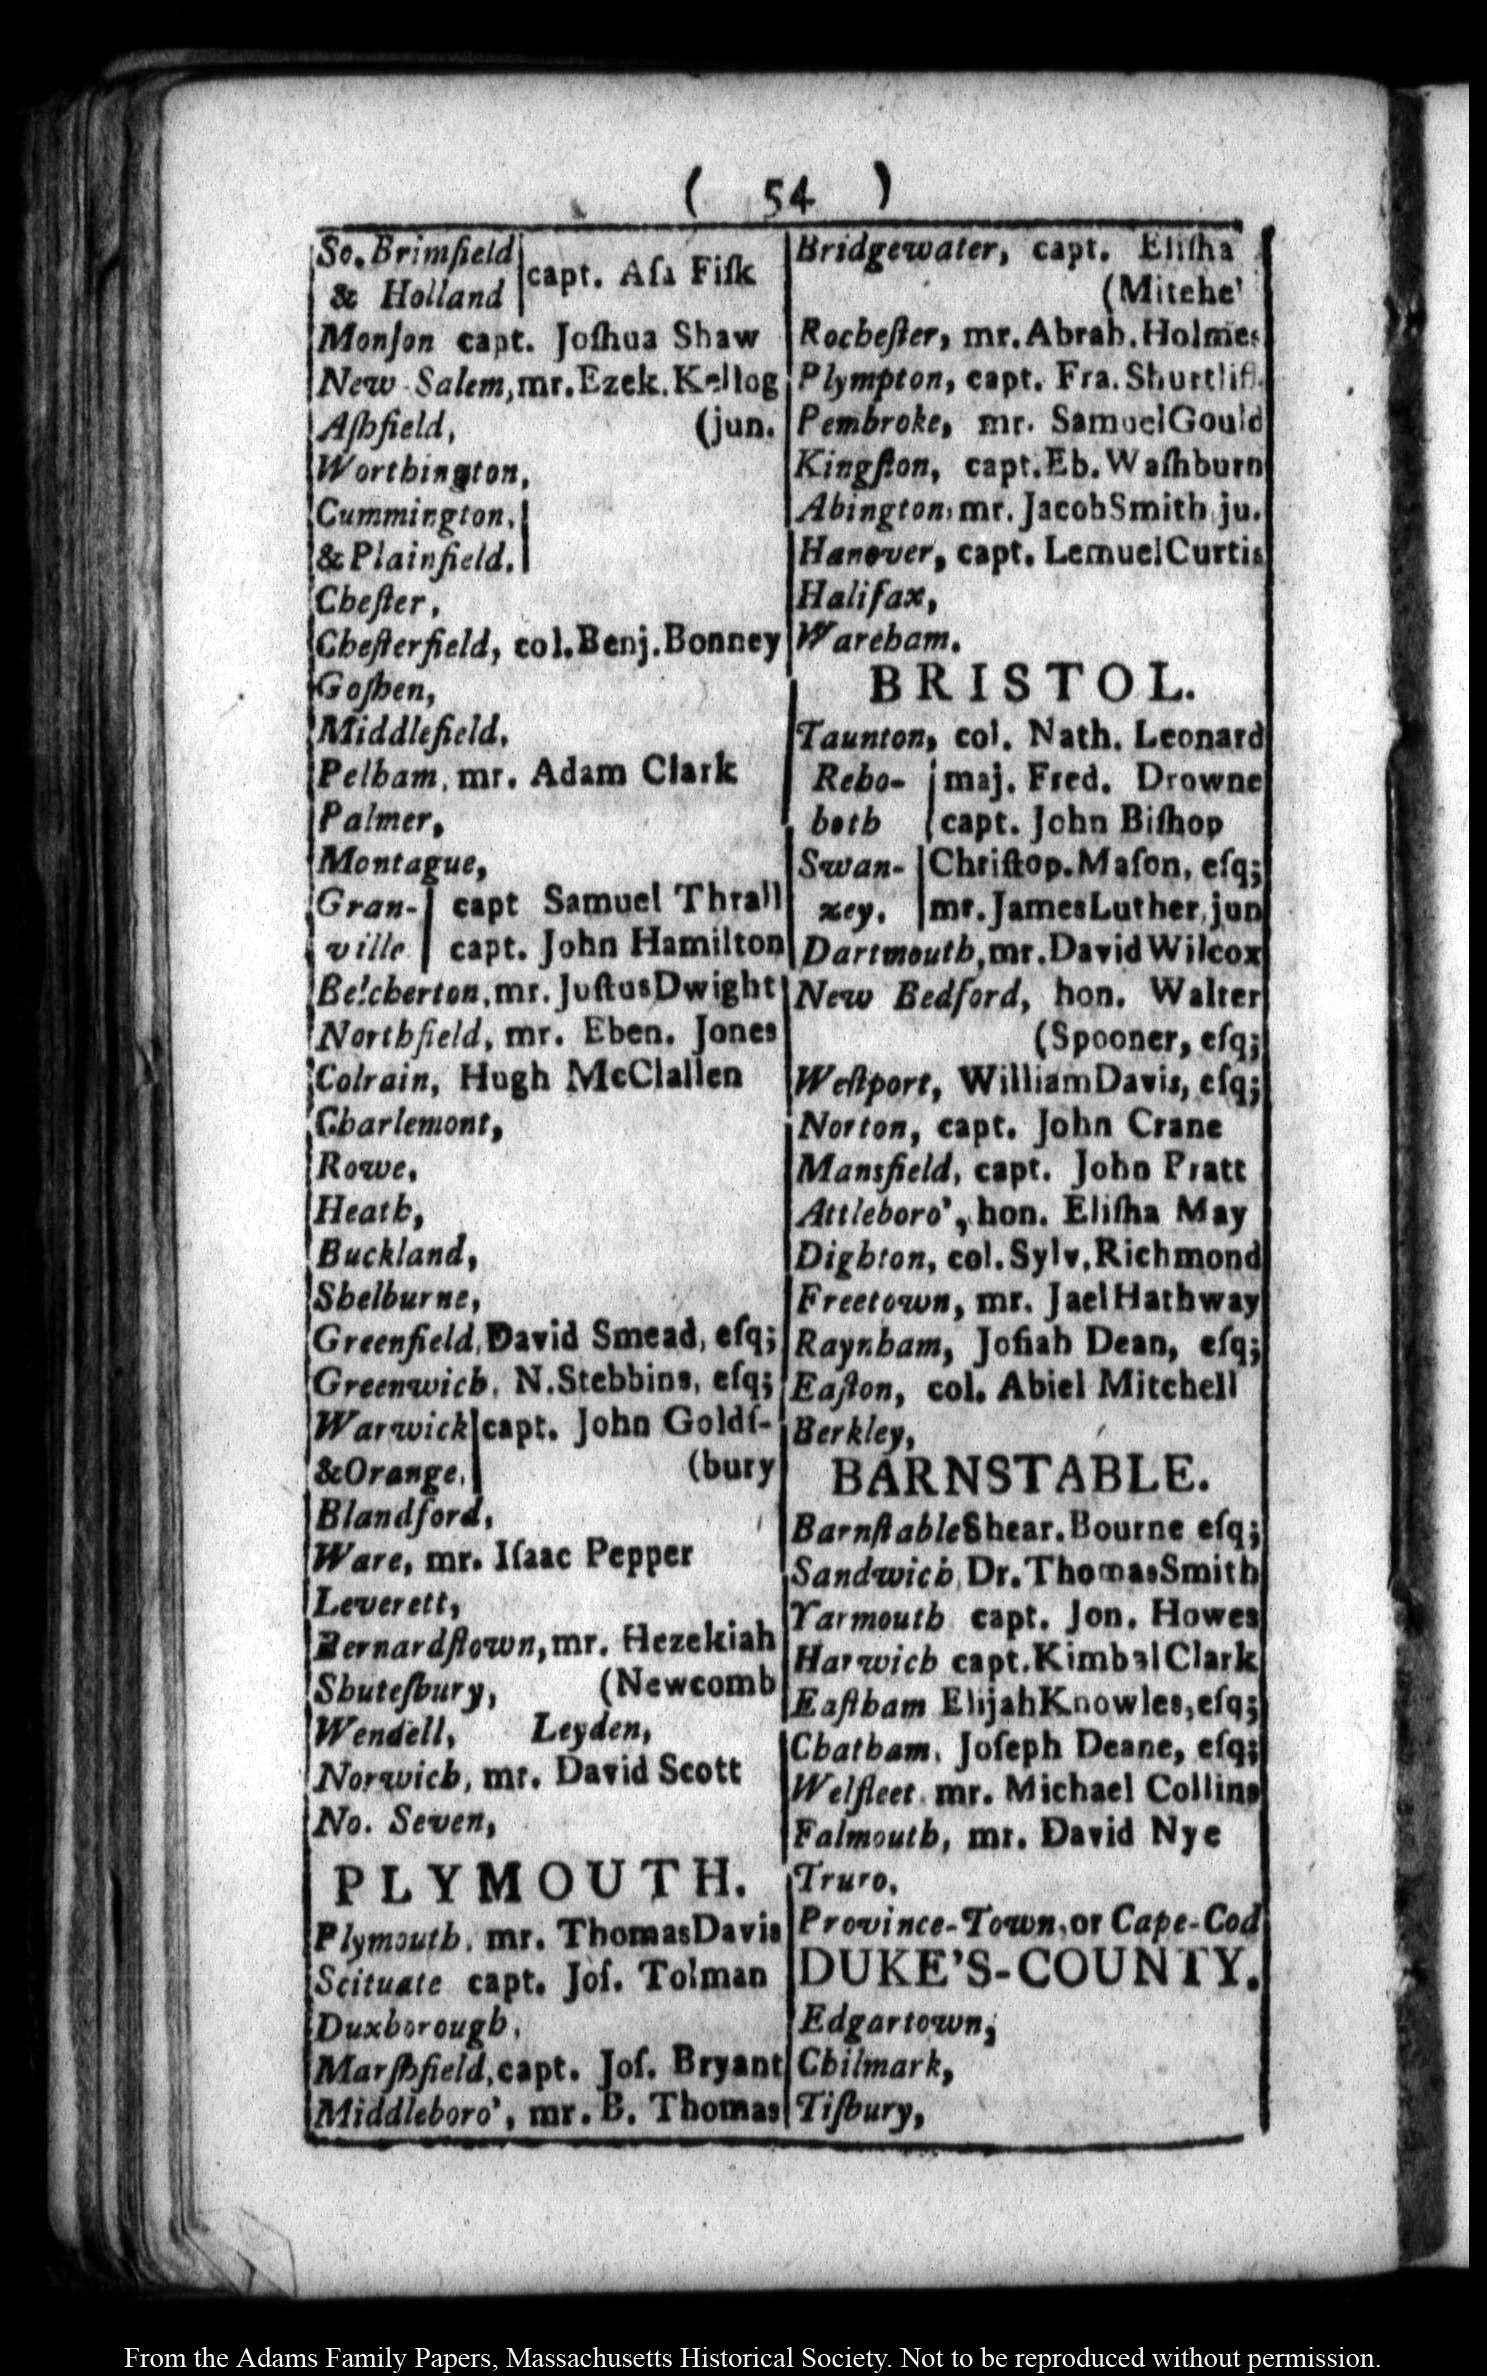 ( 54 )
So. Brimſield
& Holland
capt. Aſa Fiſk
Monſon capt. Joſhua Shaw
New Salem, mr. Ezek. Kellog
Aſhfield, (jun.
Worthington,
Cummington,
& Plainfield.
Cheſter,
Cheſterfield, col. Benj. Bonney
Goſhen,
Middlefield,
Pelham, mr. Adam Clark
Palmer,
Montague,
Gran- capt Samuel Thrall
ville capt. John Hamilton
Belcherton, mr. Juſtus Dwight
Northfield, mr. Eben. Jones
Colrain, Hugh McClallen
Charlemont,
Rowe,
Heath,
Buckland,
Shelburne,
Greenfield, David Smead, eſq;
Greenwich, N. Stebbins, eſq;
Warwick capt. John Goldſ-
& Orange, (bury
Blandford,
Ware, mr. Iſaac Pepper
Leverett,
Bernardſtown, mr. Hezekiah
Shuteſbury, (Newcomb
Wendell, Leyden,
Norwich, mr. David Scott
No. Seven,
PLYMOUTH.
Plymouth, mr. Thomas Davis
Scituate capt. Joſ. Tolman
Duxborough,
Marſhfield, capt. Joſ. Bryant
Middleboro', mr. B. Thomas
Bridgewater, capt. Eliſha
(Mitche'
Rocheſter, mr. Abrah. Holmes
Plympton, capt. Fra. Shurtliff.
Pembroke, mr. Samuel Gould
Kingſton, capt. Eb. Waſhburn
Abington, mr. Jacob Smith ju.
Hanover, capt. Lemuel Curtis
Halifax,
Wareham.
BRISTOL.
Taunton, col. Nath. Leonard
Reho- maj. Fred. Drowne
both capt. John Biſhop
Swan- Chriſtop. Maſon, eſq;
zey. mr. James Luther, jun
Dartmouth, mr. David Wilcox
New Bedford, hon. Walter
(Spooner, eſq;
Weſtport, William Davis, eſq;
Norton, capt. John Crane
Mansfield, capt. John Pratt
Attleboro', hon. Eliſha May
Dighton, col. Sylv. Richmond
Freetown, mr. Jael Hathway
Raynham, Joſiah Dean, eſq;
Eaſton, col. Abiel Mitchell
Berkley,
BARNSTABLE.
Barnſtable Shear. Bourne eſq;
Sandwich, Dr. Thomas Smith
Yarmouth capt. Jon. Howes
Harwich capt. Kimbal Clark
Eaſtham Elijah Knowles, eſq;
Chatham, Joſeph Deane, eſq;
Welfleet, mr. Michael Collins
Falmouth, mr. David Nye
Truro,
Province-Town, or Cape-Cod
DUKE'S-COUNTY.
Edgartown,
Chilmark,
Tiſbury,
From the Adams Family Papers, Massachusetts Historical Society. Not to be reproduced without permission.